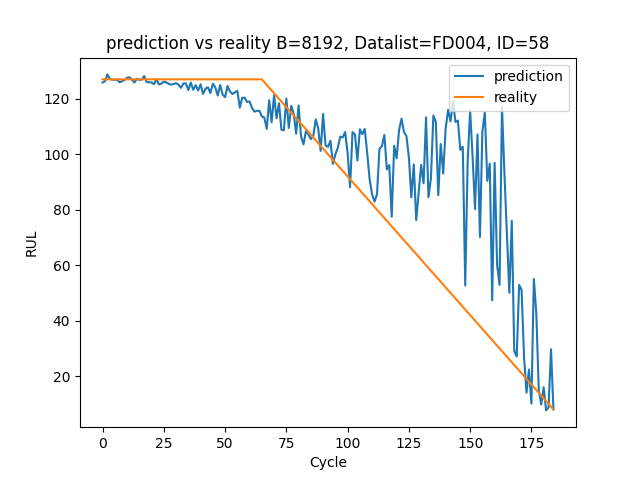 prediction vs reality B=8192, Datalist=FD004, ID=58
prediction
reality
120
100
80
60
40
20
RUL
0 25 50 75 100 125 150 175
Cycle